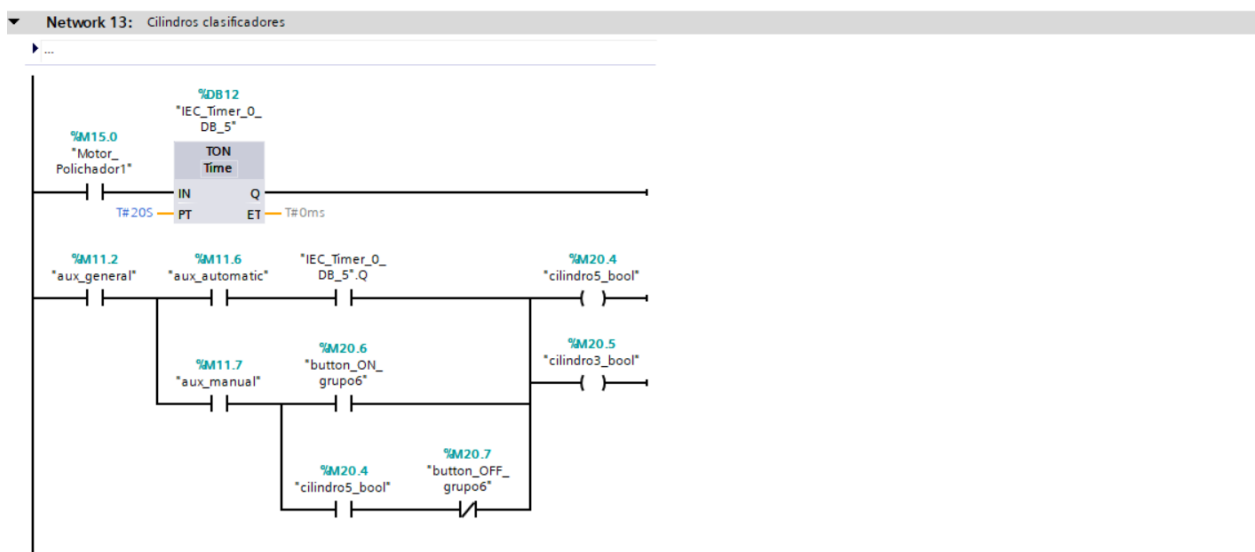 Network 13: Cilindros clasificadores
...
%DB12
"IEC_Timer_0_
DB_5"
%M15.0
"Motor_
Polichador1"
TON
Time
IN Q
T#20S PT ET T#0ms
%M11.2 %M11.6 "IEC_Timer_0_ %M20.4
"aux_general" "aux_automatic" DB_5".Q "cilindro5_bool"
%M20.6 %M20.5
%M11.7 "button_ON_ "cilindro3_bool"
"aux_manual" grupo6"
%M20.7
%M20.4 "button_OFF_
"cilindro5_bool" grupo6"